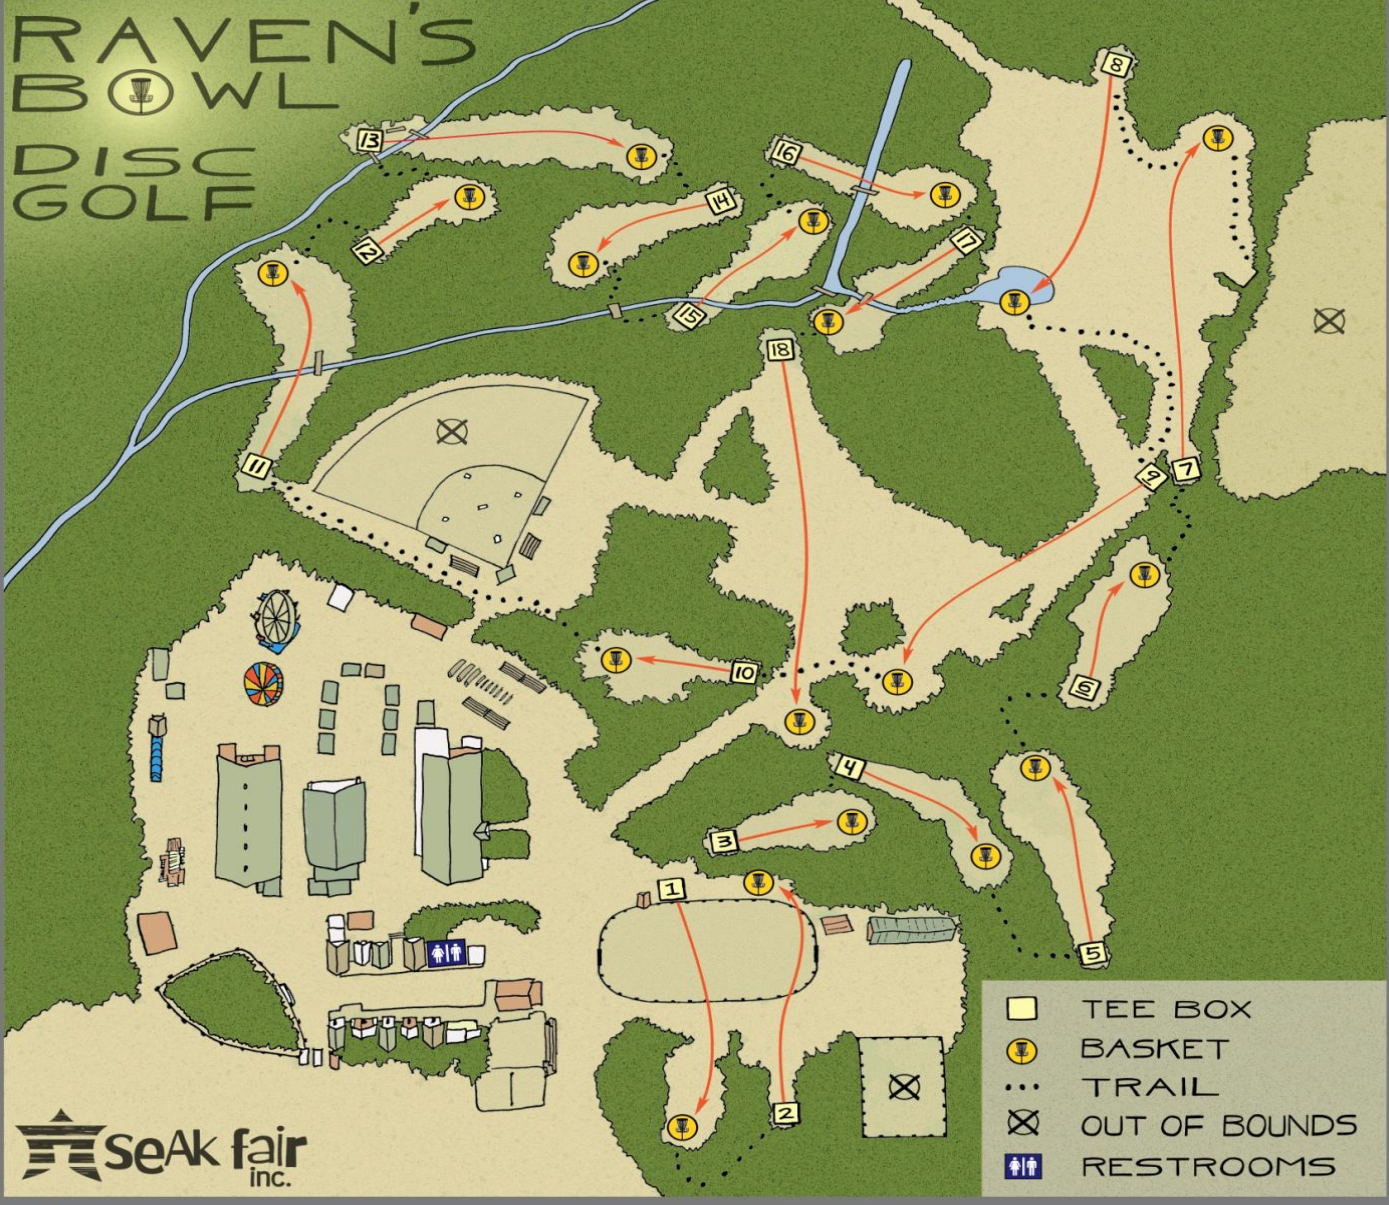 RAVEN'S
BOWL
DISC
GOLF
8
13
16
14
17
12
15
18
11
9
7
10
6
4
3
1
5
2
TEE BOX
BASKET
TRAIL
OUT OF BOUNDS
RESTROOMS
seAk fair
inc.